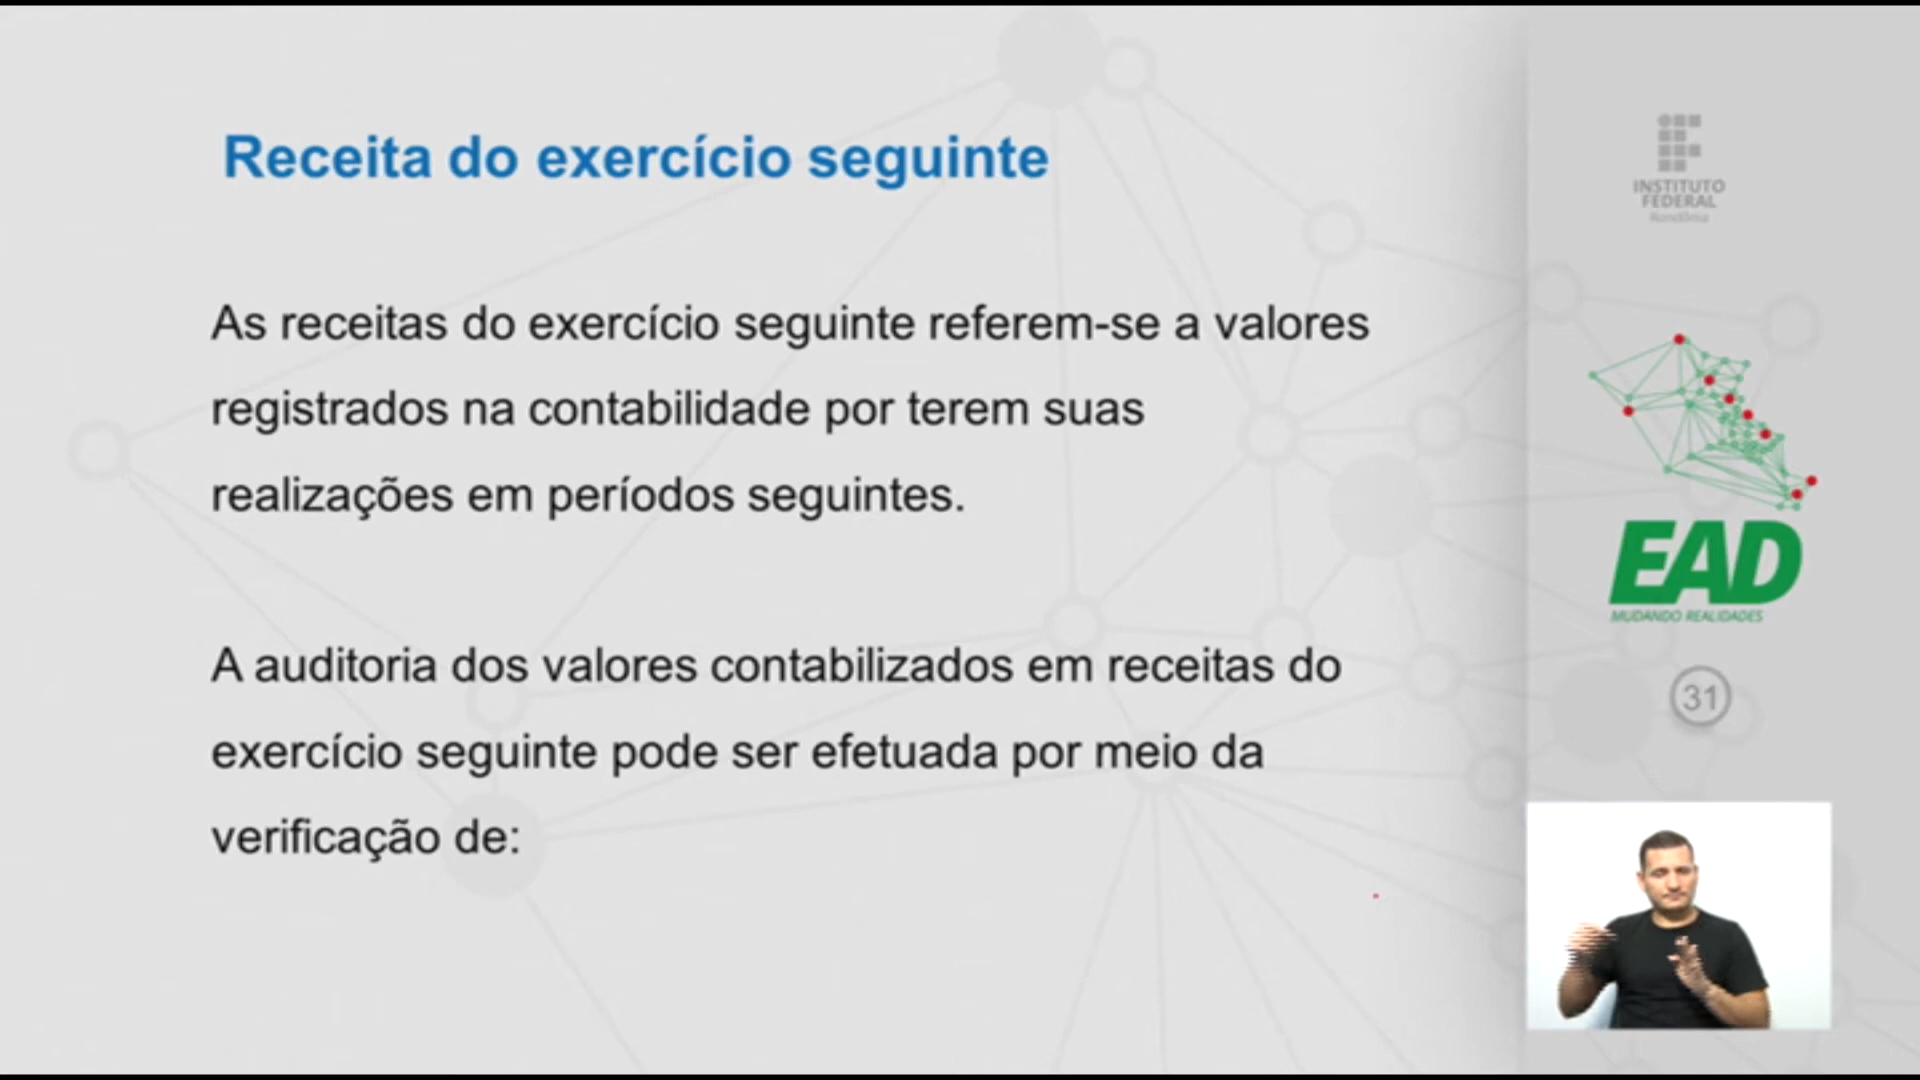 Receita do exercício seguinte
As receitas do exercício seguinte referem-se a valores
registrados na contabilidade por terem suas
realizações em períodos seguintes.
A auditoria dos valores contabilizados em receitas do
exercício seguinte pode ser efetuada por meio da
verificação de:
INSTITUTO
FEDERAL
Rondônia
EAD
MUDANDO REALIDADES
31